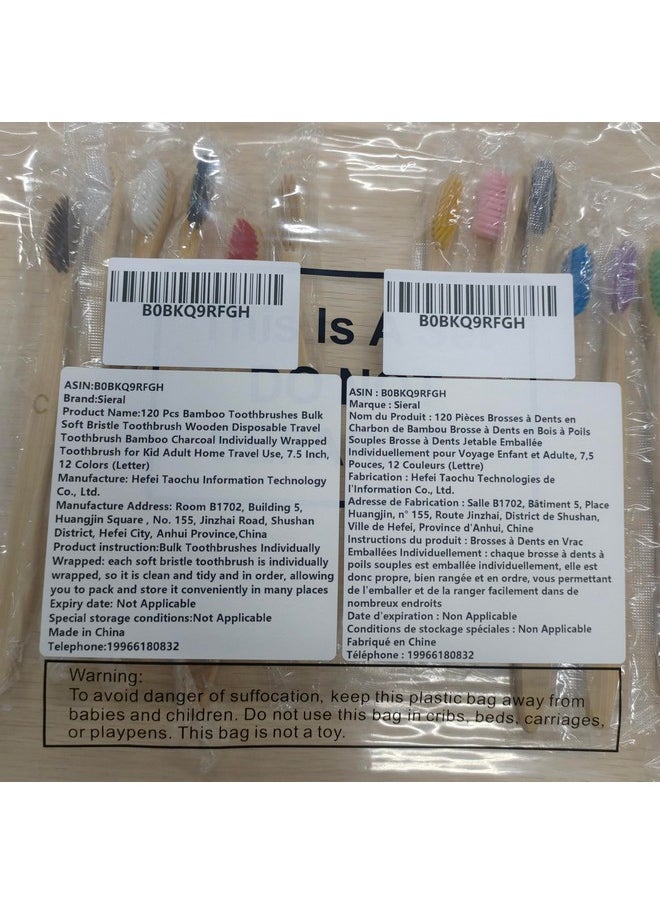 B0BKQ9RFGH
B0BKQ9RFGH
Is A
DO NO
ASIN:B0BKQ9RFGH
Brand:Sieral
Product Name:120 Pcs Bamboo Toothbrushes Bulk
Soft Bristle Toothbrush Wooden Disposable Travel
Toothbrush Bamboo Charcoal Individually Wrapped
Toothbrush for Kid Adult Home Travel Use, 7.5 Inch,
12 Colors (Letter)
Manufacture: Hefei Taochu Information Technology
Co., Ltd.
Manufacture Address: Room B1702, Building 5,
Huangjin Square , No. 155, Jinzhai Road, Shushan
District, Hefei City, Anhui Province,China
Product instruction:Bulk Toothbrushes Individually
Wrapped: each soft bristle toothbrush is individually
wrapped, so it is clean and tidy and in order, allowing
you to pack and store it conveniently in many places
Expiry date: Not Applicable
Special storage conditions:Not Applicable
Made in China
Telephone:19966180832
ASIN : B0BKQ9RFGH
Marque : Sieral
Nom du Produit : 120 Pièces Brosses à Dents en
Charbon de Bambou Brosse à Dents en Bois à Poils
Souples Brosse à Dents Jetable Emballée
Individuellement pour Voyage Enfant et Adulte, 7,5
Pouces, 12 Couleurs (Lettre)
Fabrication : Hefei Taochu Technologies de
l'Information Co., Ltd.
Adresse de Fabrication : Salle B1702, Bâtiment 5, Place
Huangjin, n° 155, Route Jinzhai, District de Shushan,
Ville de Hefei, Province d'Anhui, Chine
Instructions du produit : Brosses à Dents en Vrac
Emballées Individuellement : chaque brosse à dents à
poils souples est emballée individuellement, elle est
donc propre, bien rangée et en ordre, vous permettant
de l'emballer et de la ranger facilement dans de
nombreux endroits
Date d'expiration : Non Applicable
Conditions de stockage spéciales : Non Applicable
Fabriqué en Chine
Téléphone : 19966180832
Warning:
To avoid danger of suffocation, keep this plastic bag away from
babies and children. Do not use this bag in cribs, beds, carriages,
or playpens. This bag is not a toy.